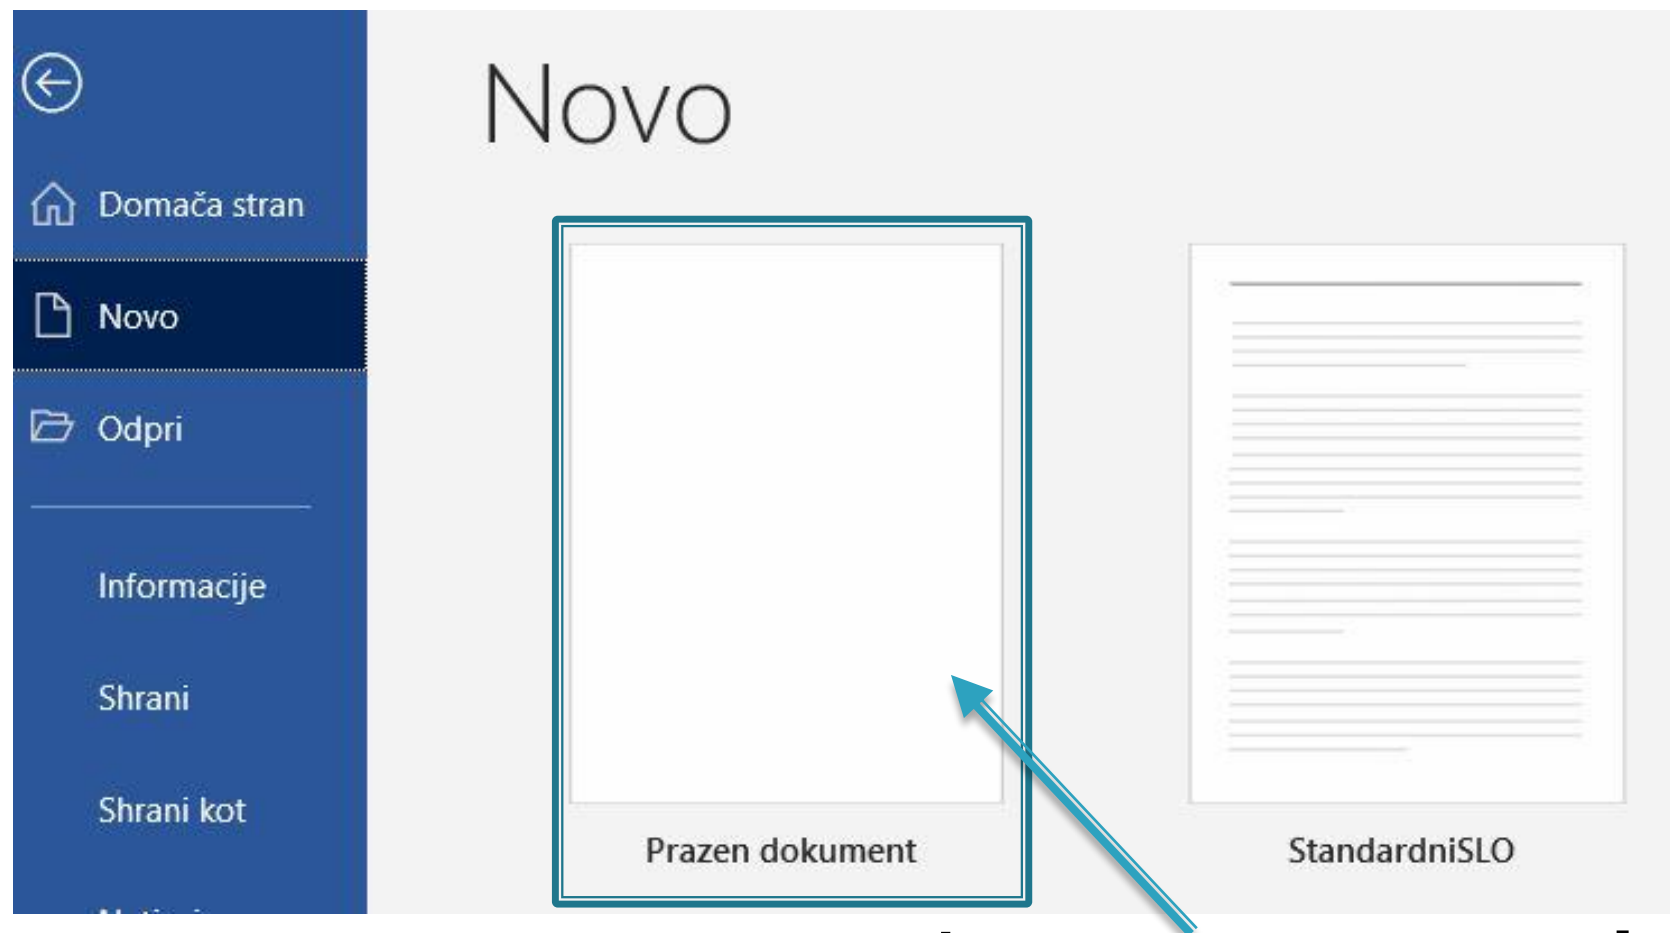 Novo
Domača stran
Novo
Odpri
Informacije
Shrani
Shrani kot
Prazen dokument
StandardniSLO